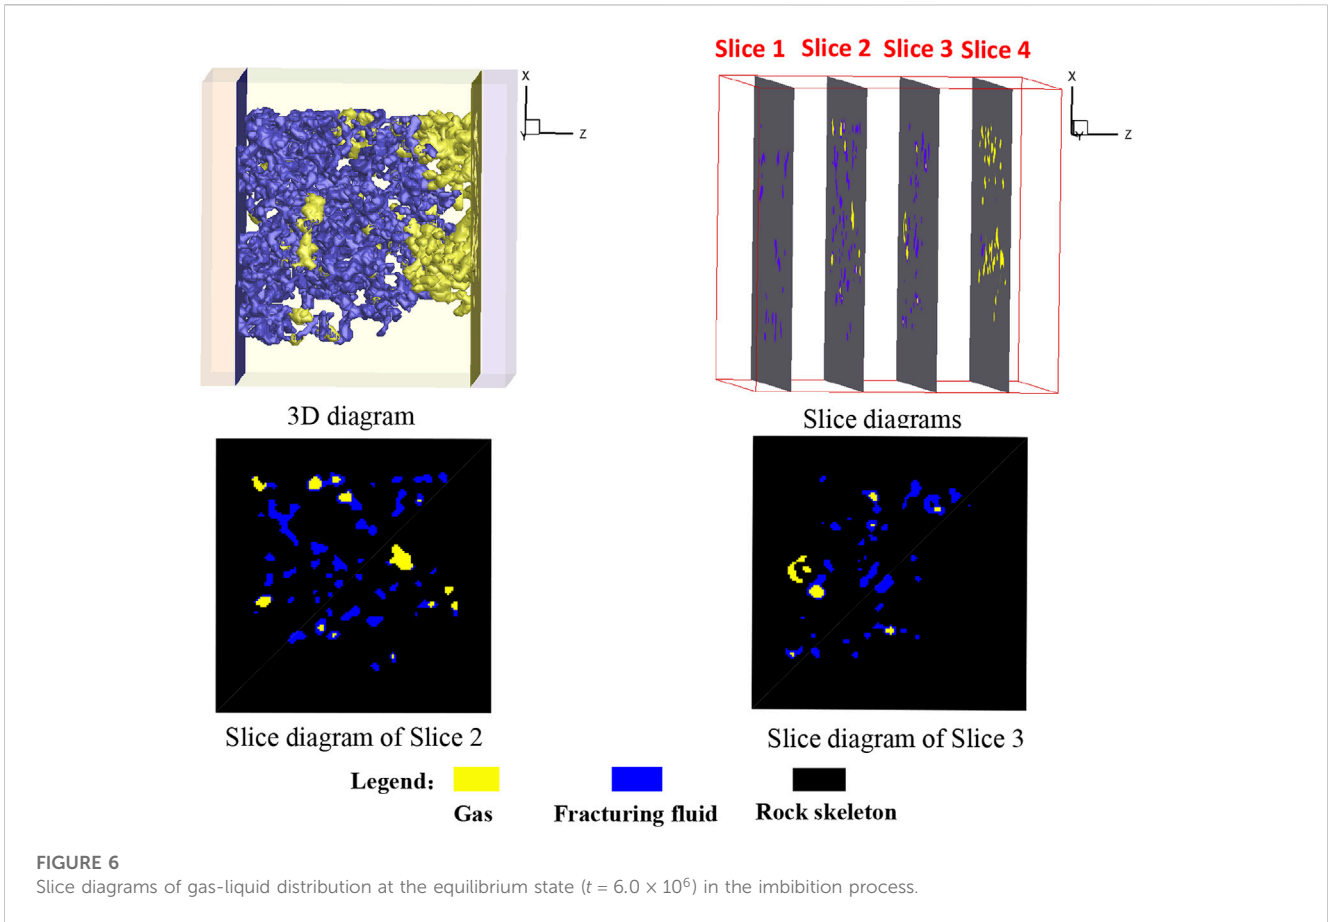 Slice 1 Slice 2 Slice 3 Slice 4
X
Y
Z
X
Y
Z
3D diagram
Slice diagrams
Slice diagram of Slice 2
Slice diagram of Slice 3
Legend:
Gas
Fracturing fluid
Rock skeleton
FIGURE 6
Slice diagrams of gas-liquid distribution at the equilibrium state (t = 6.0 × 10⁶) in the imbibition process.